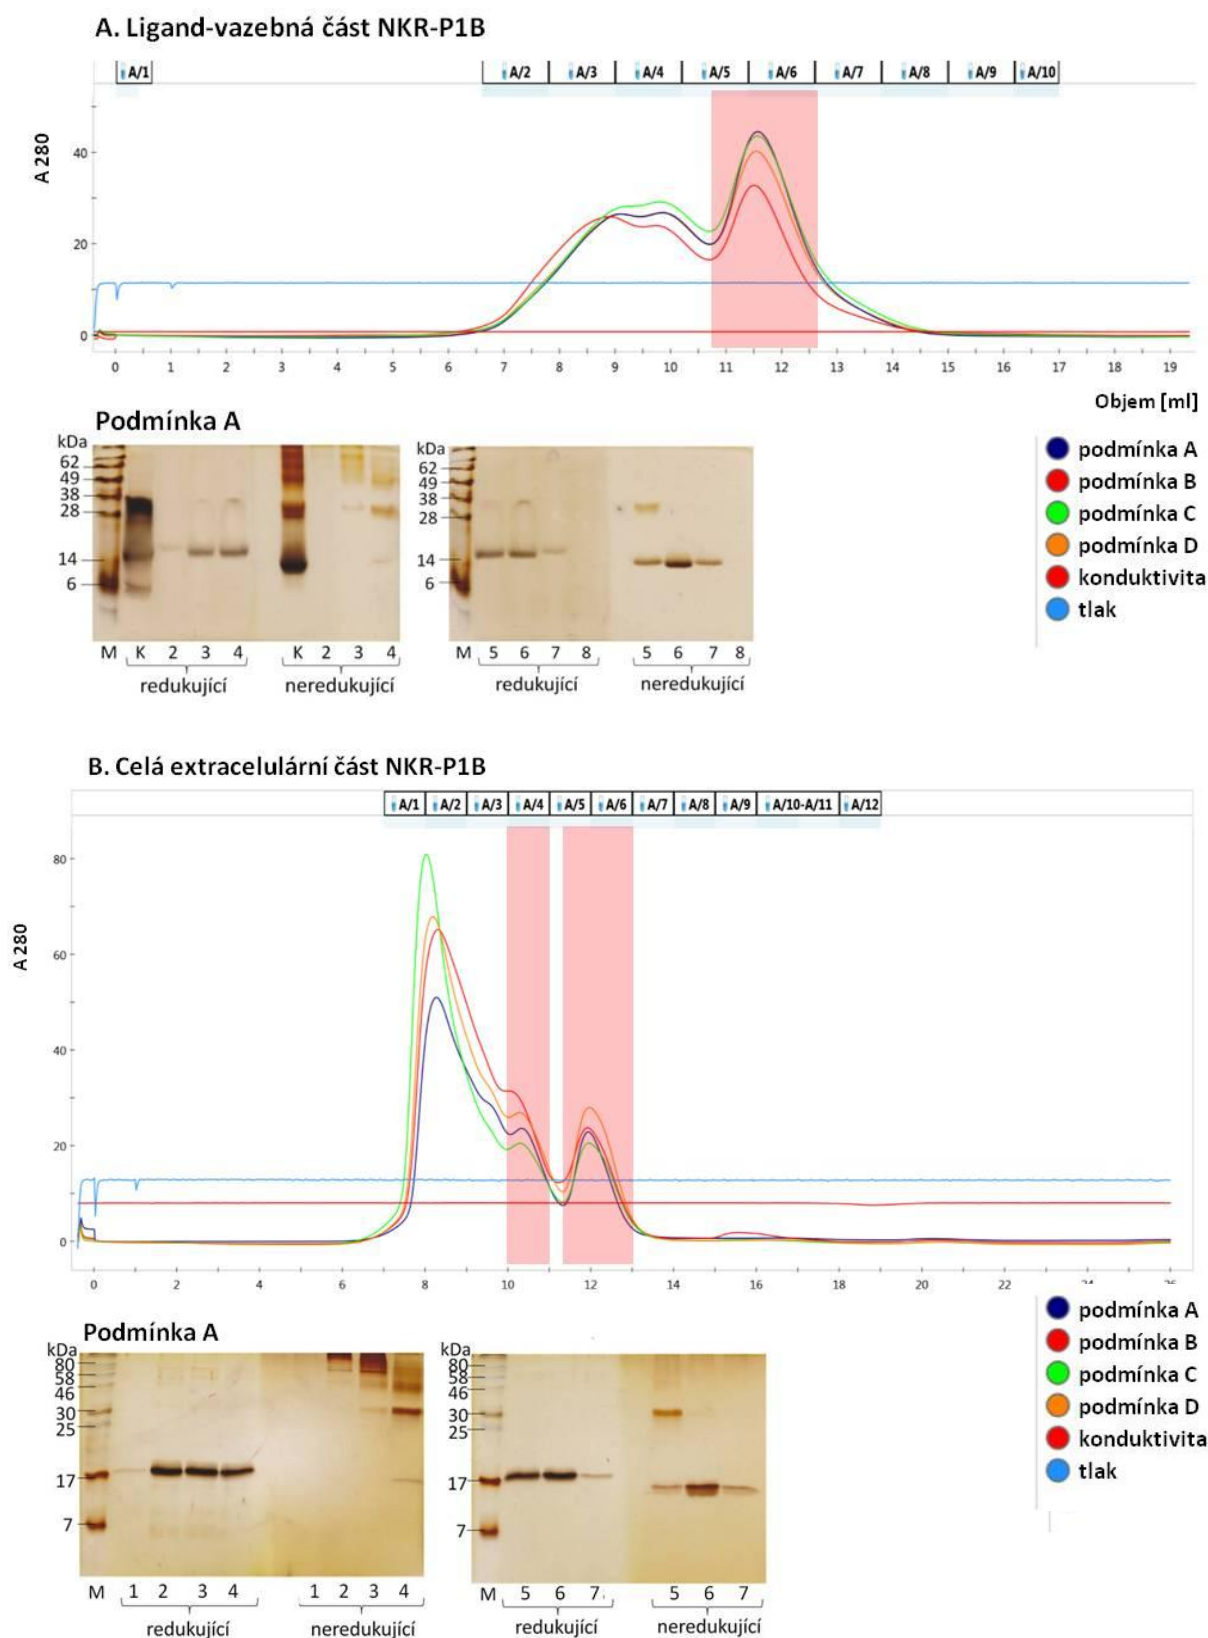 A. Ligand-vazebná část NKR-P1B
A/1 A/2 A/3 A/4 A/5 A/6 A/7 A/8 A/9 A/10
A 280
40
20
0
0 1 2 3 4 5 6 7 8 9 10 11 12 13 14 15 16 17 18 19
Objem [ml]
Podmínka A
kDa
62
49
38
28
14
6
M K 2 3 4 K 2 3 4
redukující neredukující
kDa
62
49
38
28
14
6
M 5 6 7 8 5 6 7 8
redukující neredukující
podmínka A
podmínka B
podmínka C
podmínka D
konduktivita
tlak
B. Celá extracelulární část NKR-P1B
A/1 A/2 A/3 A/4 A/5 A/6 A/7 A/8 A/9 A/10-A/11 A/12
A 280
80
60
40
20
0
0 2 4 6 8 10 12 14 16 18 20 22 24 26
Podmínka A
kDa
80
58
46
30
25
17
7
M 1 2 3 4 1 2 3 4
redukující neredukující
kDa
80
58
46
30
25
17
7
M 5 6 7 5 6 7
redukující neredukující
podmínka A
podmínka B
podmínka C
podmínka D
konduktivita
tlak